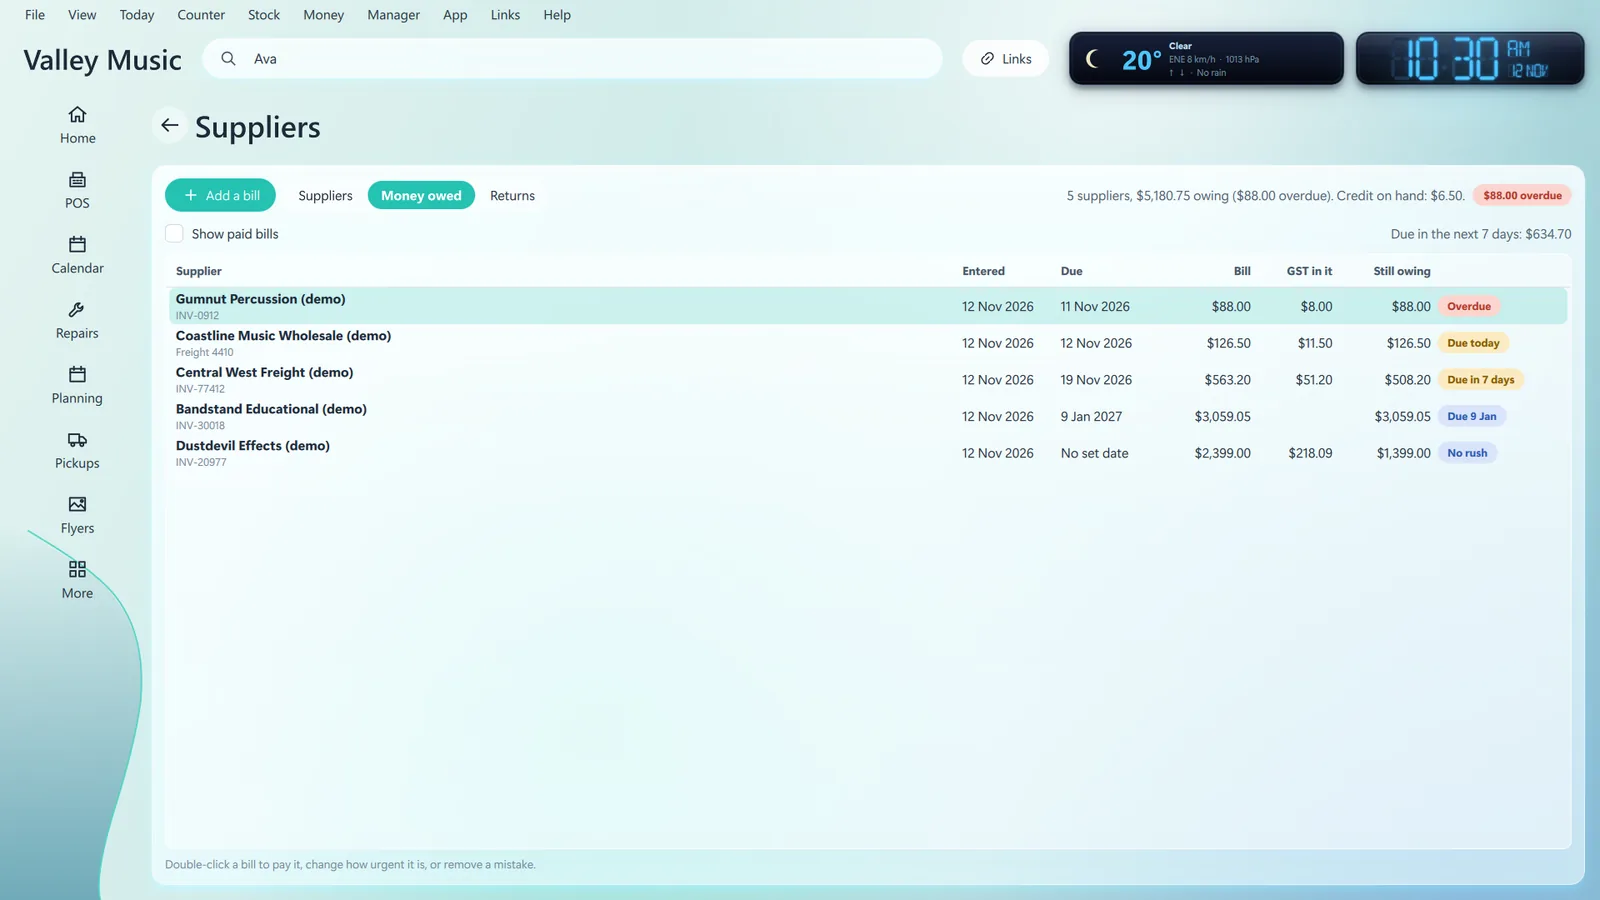 File View Today Counter Stock Money Manager App Links Help
Valley Music
Ava
Links
20°
Clear
ENE 8 km/h · 1013 hPa
↑ ↓ · No rain
10:30 AM
12 NOV
Home
POS
Calendar
Repairs
Planning
Pickups
Flyers
More
Suppliers
Add a bill
Suppliers
Money owed
Returns
5 suppliers, $5,180.75 owing ($88.00 overdue). Credit on hand: $6.50.
$88.00 overdue
Show paid bills
Due in the next 7 days: $634.70
Supplier Entered Due Bill GST in it Still owing
Gumnut Percussion (demo) 12 Nov 2026 11 Nov 2026 $88.00 $8.00 $88.00 Overdue
INV-0912
Coastline Music Wholesale (demo) 12 Nov 2026 12 Nov 2026 $126.50 $11.50 $126.50 Due today
Freight 4410
Central West Freight (demo) 12 Nov 2026 19 Nov 2026 $563.20 $51.20 $508.20 Due in 7 days
INV-77412
Bandstand Educational (demo) 12 Nov 2026 9 Jan 2027 $3,059.05 $3,059.05 Due 9 Jan
INV-30018
Dustdevil Effects (demo) 12 Nov 2026 No set date $2,399.00 $218.09 $1,399.00 No rush
INV-20977
Double-click a bill to pay it, change how urgent it is, or remove a mistake.